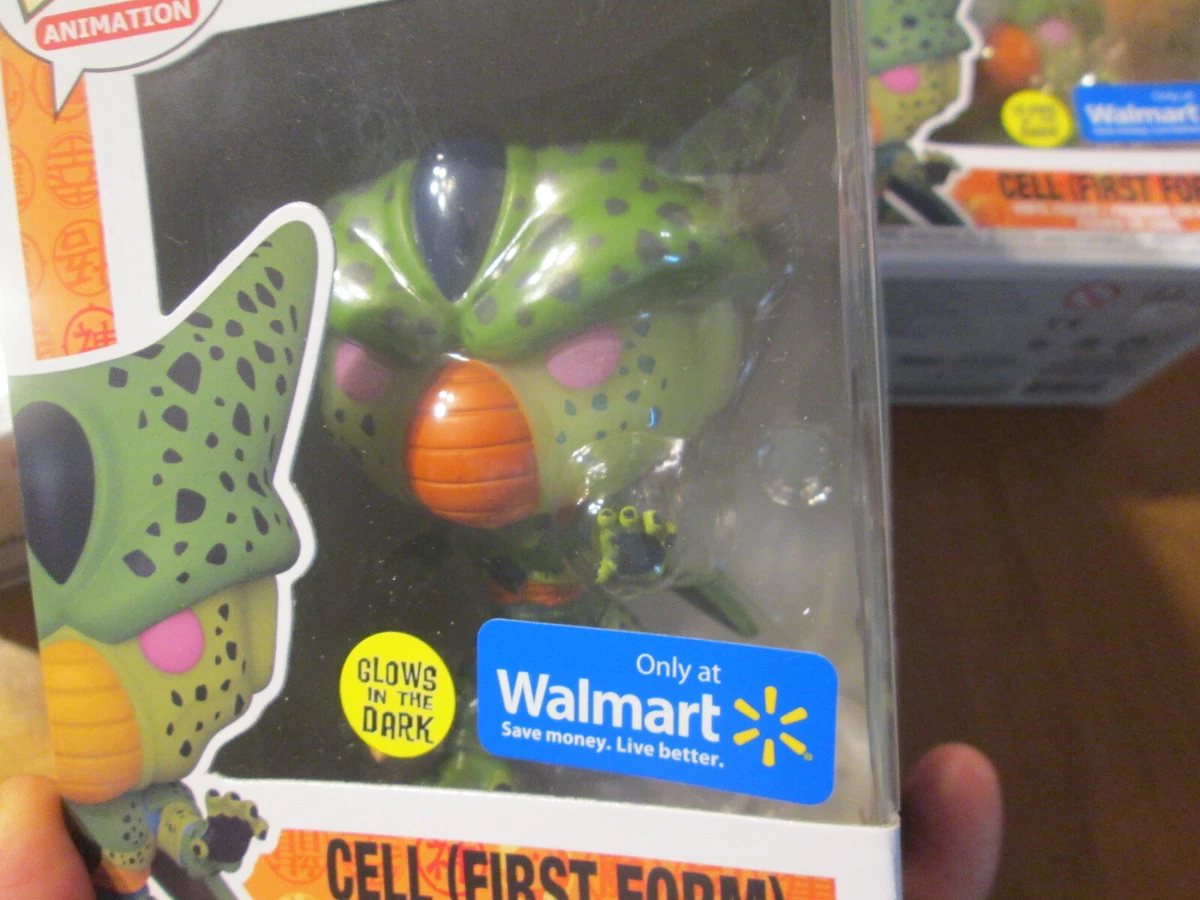 ANIMATION
GLOWS
IN THE
DARK
Only at
Walmart
Save money. Live better.
CELL (FIRST FORM)
Only at
Walmart
CELL (FIRST FOR